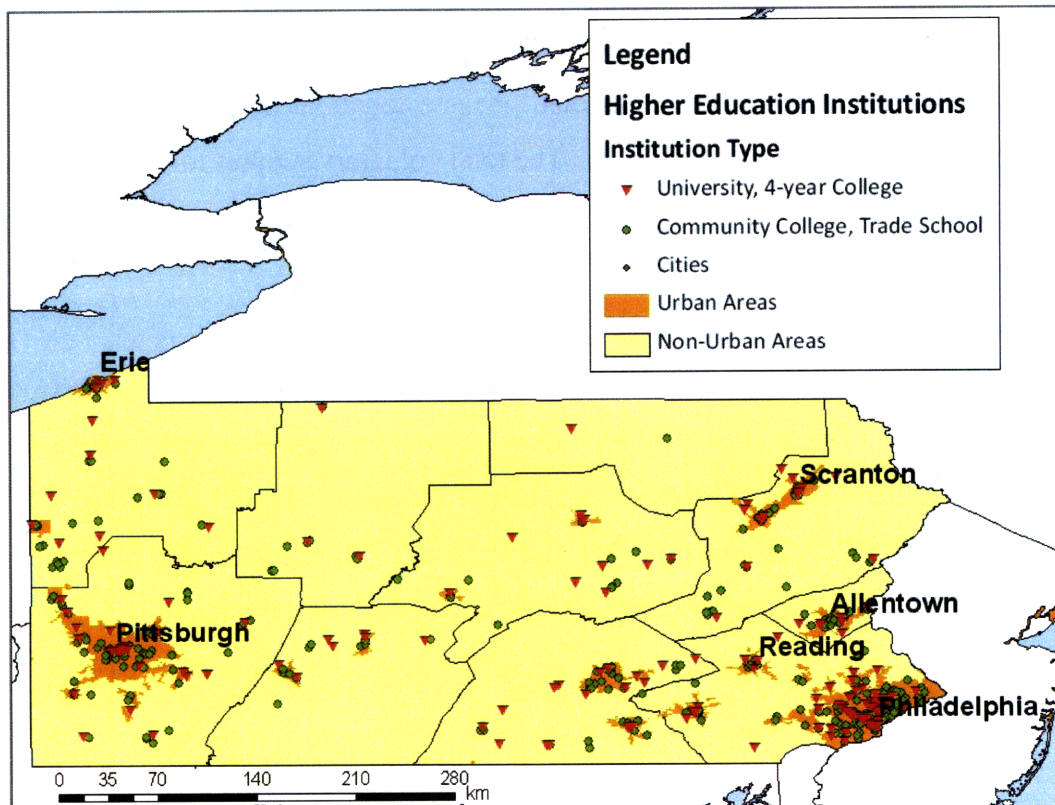 Legend
Higher Education Institutions
Institution Type
University, 4-year College
Community College, Trade School
Cities
Urban Areas
Non-Urban Areas
Erie
Scranton
Allentown
Pittsburgh
Reading
Philadelphia
0 35 70 140 210 280
km